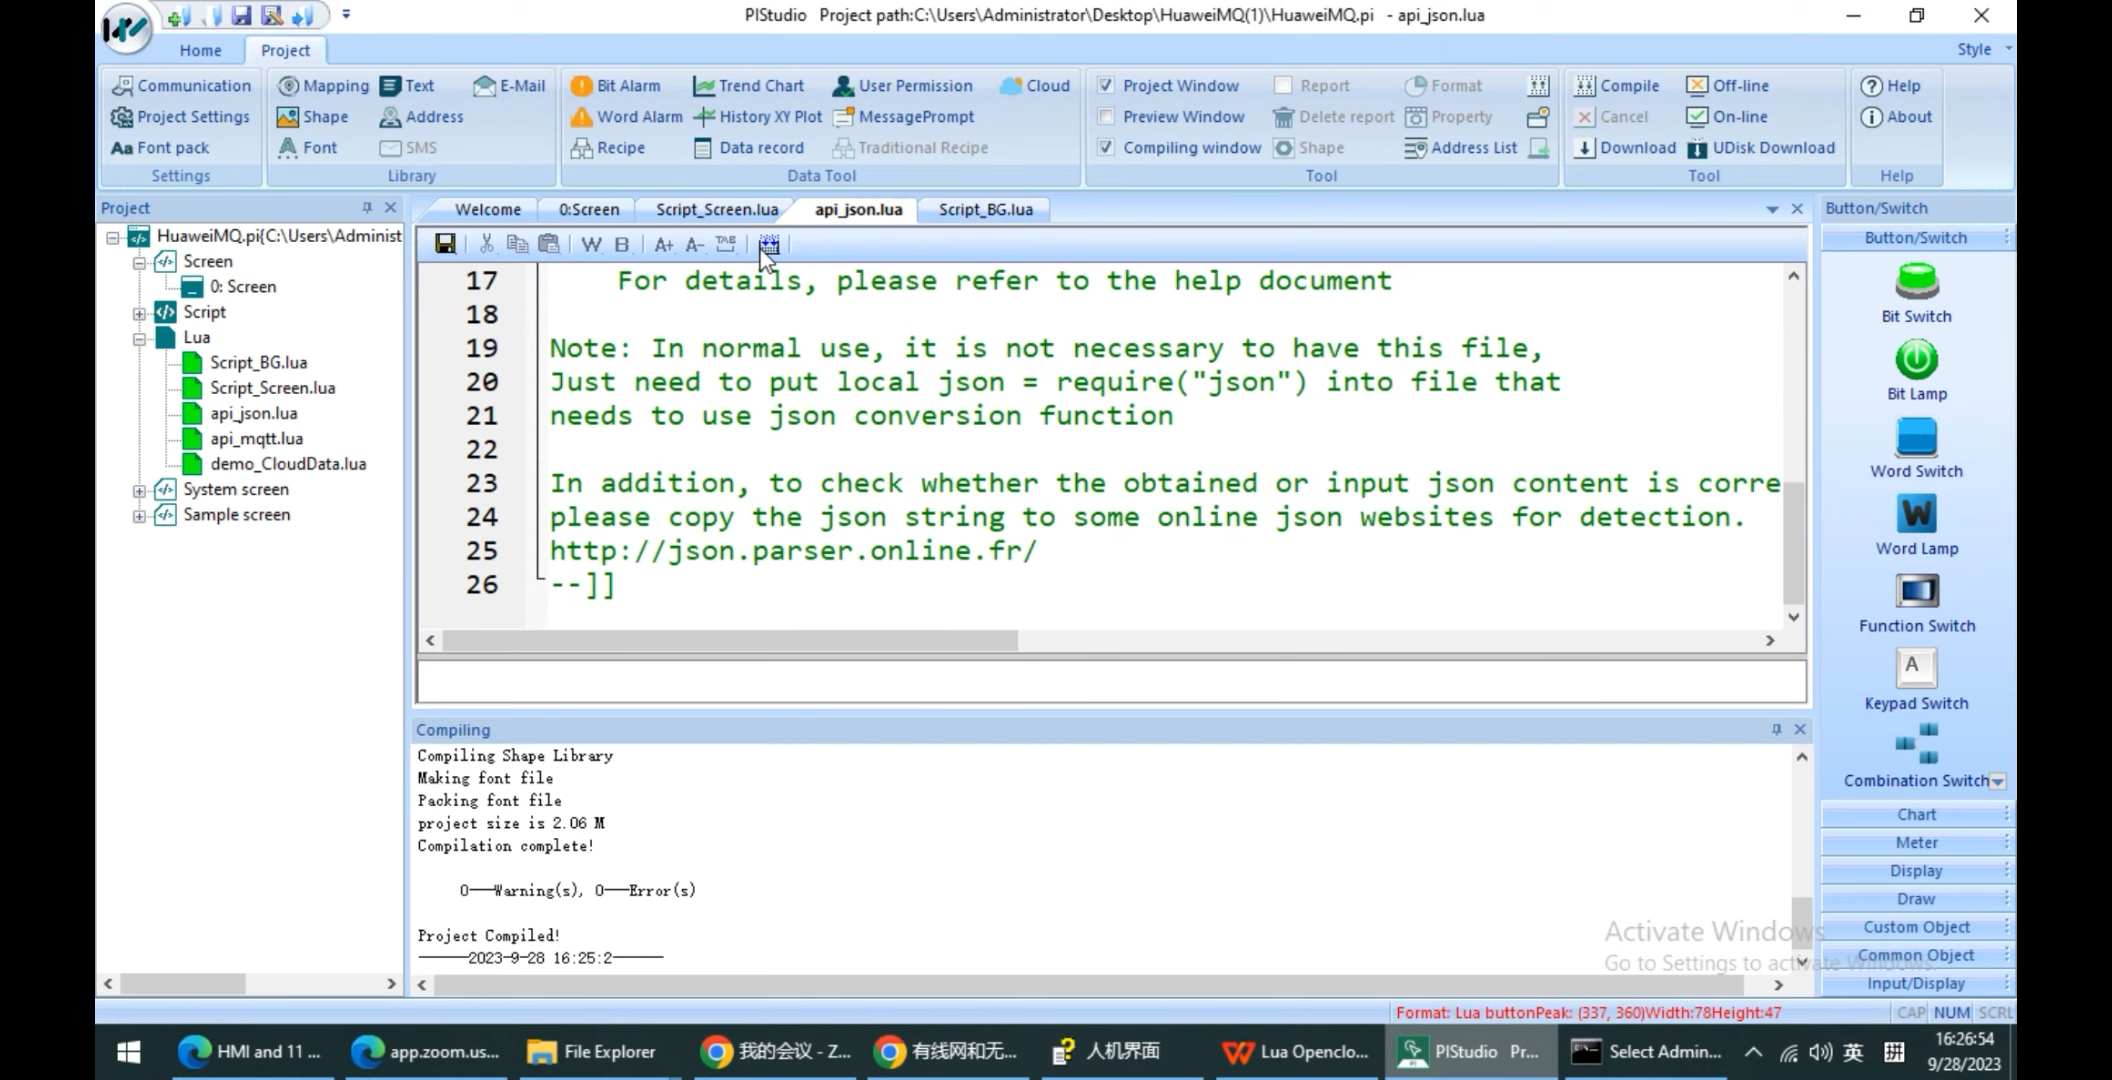 PIStudio Project path:C:\Users\Administrator\Desktop\HuaweiMQ(1)\HuaweiMQ.pi - api_json.lua
Home Project Style
Communication Mapping Text E-Mail Bit Alarm Trend Chart User Permission Cloud Project Window Report Format Compile Off-line Help
Project Settings Shape Address Word Alarm History XY Plot MessagePrompt Preview Window Delete report Property Cancel On-line About
Aa Font pack Font SMS Recipe Data record Traditional Recipe Compiling window Shape Address List Download UDisk Download
Settings Library Data Tool Tool Tool Help
Project
HuaweiMQ.pi{C:\Users\Administ
Screen
0: Screen
Script
Lua
Script_BG.lua
Script_Screen.lua
api_json.lua
api_mqtt.lua
demo_CloudData.lua
System screen
Sample screen
Welcome 0:Screen Script_Screen.lua api_json.lua Script_BG.lua
W B A+ A- TAB
17 For details, please refer to the help document
18
19 Note: In normal use, it is not necessary to have this file,
20 Just need to put local json = require("json") into file that
21 needs to use json conversion function
22
23 In addition, to check whether the obtained or input json content is corre
24 please copy the json string to some online json websites for detection.
25 http://json.parser.online.fr/
26 --]]
Compiling
Compiling Shape Library
Making font file
Packing font file
project size is 2.06 M
Compilation complete!
0——Warning(s), 0——Error(s)
Project Compiled!
———2023-9-28 16:25:2———
Button/Switch
Button/Switch
Bit Switch
Bit Lamp
Word Switch
W
Word Lamp
Function Switch
A
Keypad Switch
Combination Switch
Chart
Meter
Display
Draw
Custom Object
Common Object
Input/Display
Activate Windows
Go to Settings to activate Windows.
Format: Lua buttonPeak: (337, 360)Width:78Height:47 CAP NUM SCRL
HMI and 11 ... app.zoom.us... File Explorer 我的会议 - Z... 有线网和无... 人机界面 Lua Openclo... PIStudio Pr... Select Admin... 英 拼 16:26:54
9/28/2023